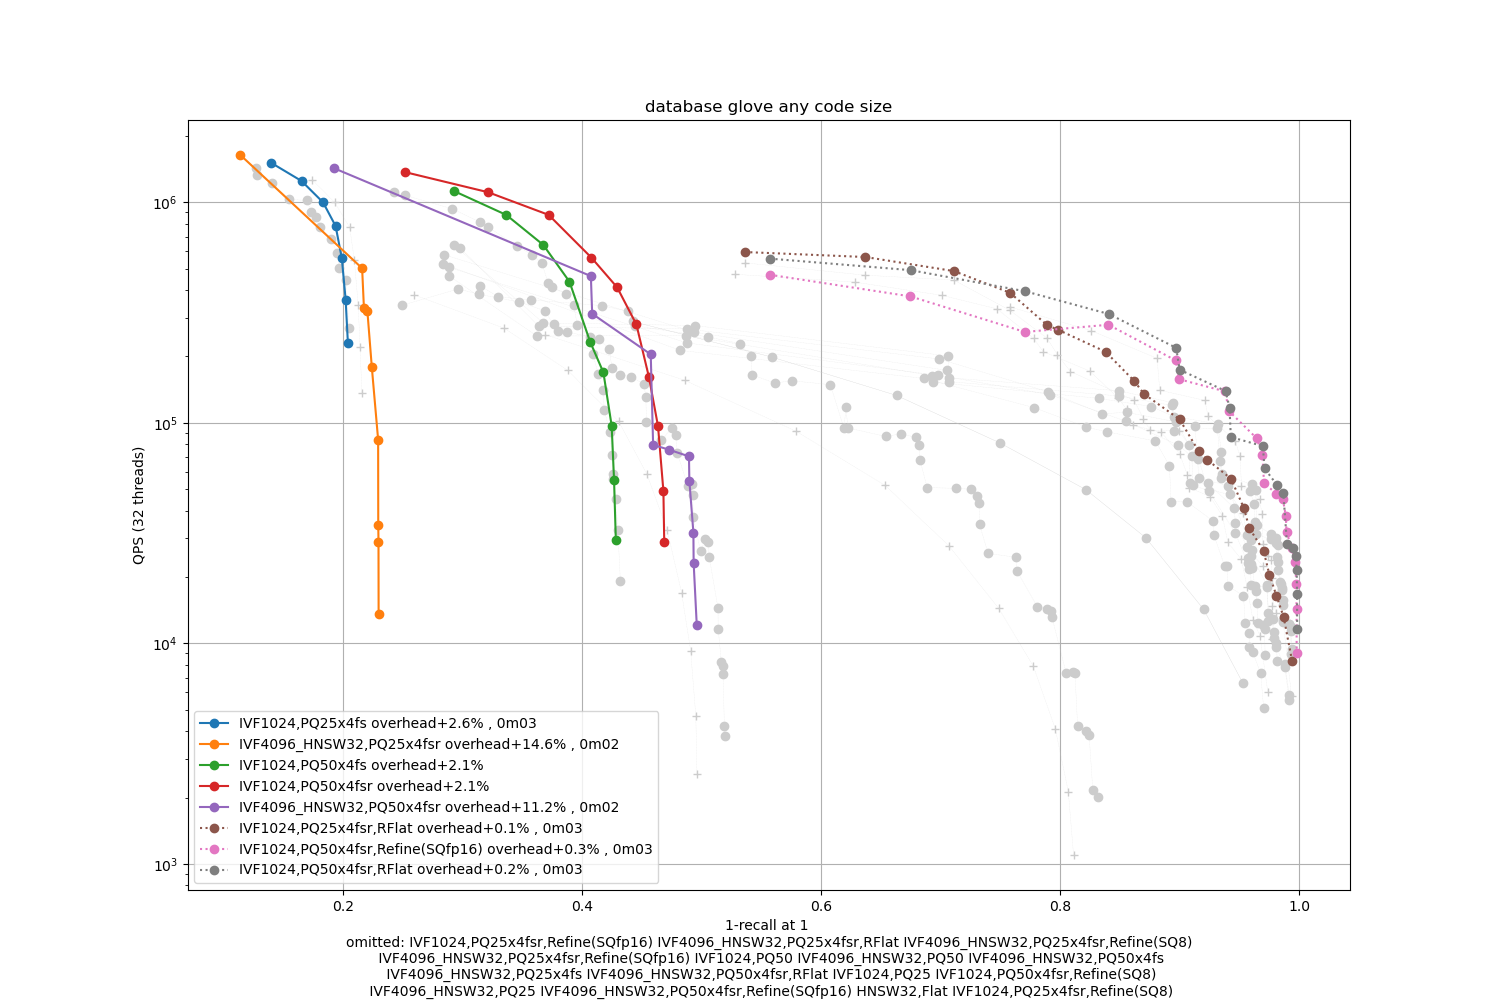 database glove any code size
QPS (32 threads)
10^6
10^5
10^4
10^3
IVF1024,PQ25x4fs overhead+2.6% , 0m03
IVF4096_HNSW32,PQ25x4fsr overhead+14.6% , 0m02
IVF1024,PQ50x4fs overhead+2.1%
IVF1024,PQ50x4fsr overhead+2.1%
IVF4096_HNSW32,PQ50x4fsr overhead+11.2% , 0m02
IVF1024,PQ25x4fsr,RFlat overhead+0.1% , 0m03
IVF1024,PQ50x4fsr,Refine(SQfp16) overhead+0.3% , 0m03
IVF1024,PQ50x4fsr,RFlat overhead+0.2% , 0m03
0.2 0.4 0.6 0.8 1.0
1-recall at 1
omitted: IVF1024,PQ25x4fsr,Refine(SQfp16) IVF4096_HNSW32,PQ25x4fsr,RFlat IVF4096_HNSW32,PQ25x4fsr,Refine(SQ8)
IVF4096_HNSW32,PQ25x4fsr,Refine(SQfp16) IVF1024,PQ50 IVF4096_HNSW32,PQ50 IVF4096_HNSW32,PQ50x4fs
IVF4096_HNSW32,PQ25x4fs IVF4096_HNSW32,PQ50x4fsr,RFlat IVF1024,PQ25 IVF1024,PQ50x4fsr,Refine(SQ8)
IVF4096_HNSW32,PQ25 IVF4096_HNSW32,PQ50x4fsr,Refine(SQfp16) HNSW32,Flat IVF1024,PQ25x4fsr,Refine(SQ8)